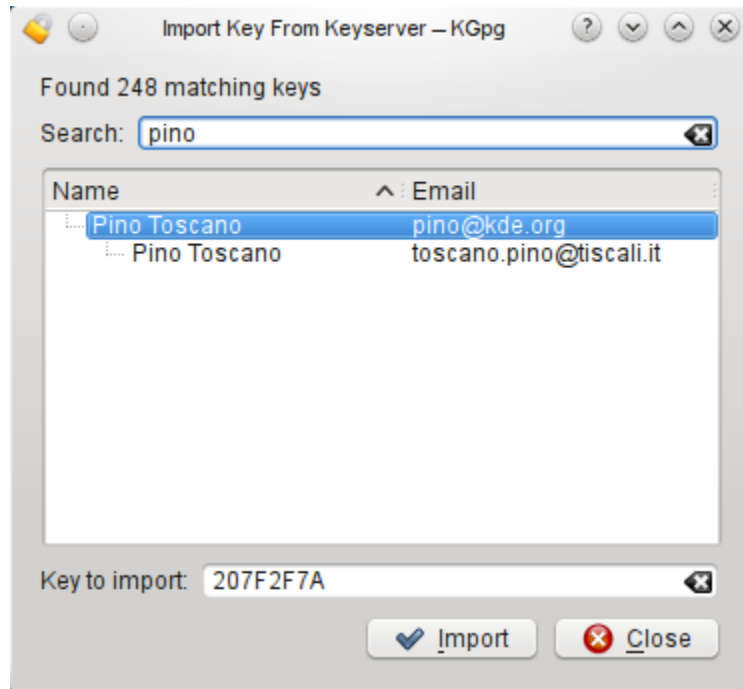 Import Key From Keyserver – KGpg
Found 248 matching keys
Search: pino
Name Email
Pino Toscano pino@kde.org
Pino Toscano toscano.pino@tiscali.it
Key to import: 207F2F7A
Import Close